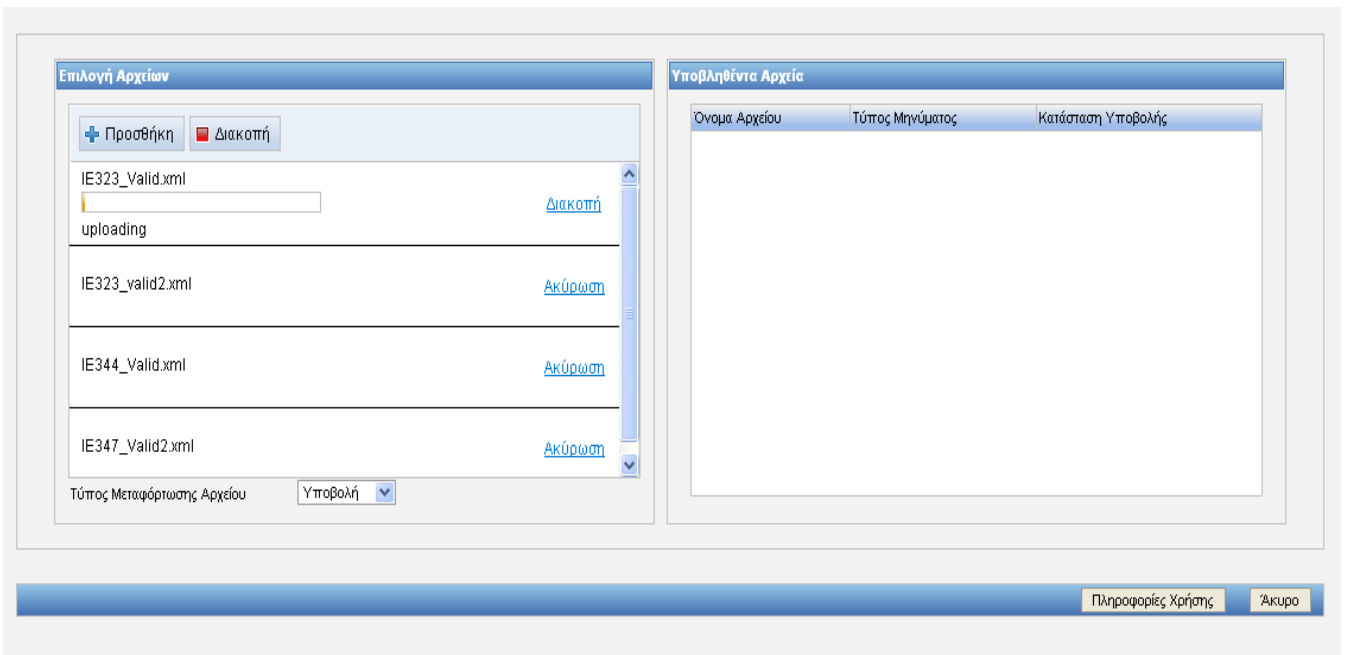 Επιλογή Αρχείων
Προσθήκη Διακοπή
IE323_Valid.xml
Διακοπή
uploading
IE323_valid2.xml Ακύρωση
IE344_Valid.xml Ακύρωση
IE347_Valid2.xml Ακύρωση
Τύπος Μεταφόρτωσης Αρχείου Υποβολή
Υποβληθέντα Αρχεία
Όνομα Αρχείου Τύπος Μηνύματος Κατάσταση Υποβολής
Πληροφορίες Χρήσης Άκυρο